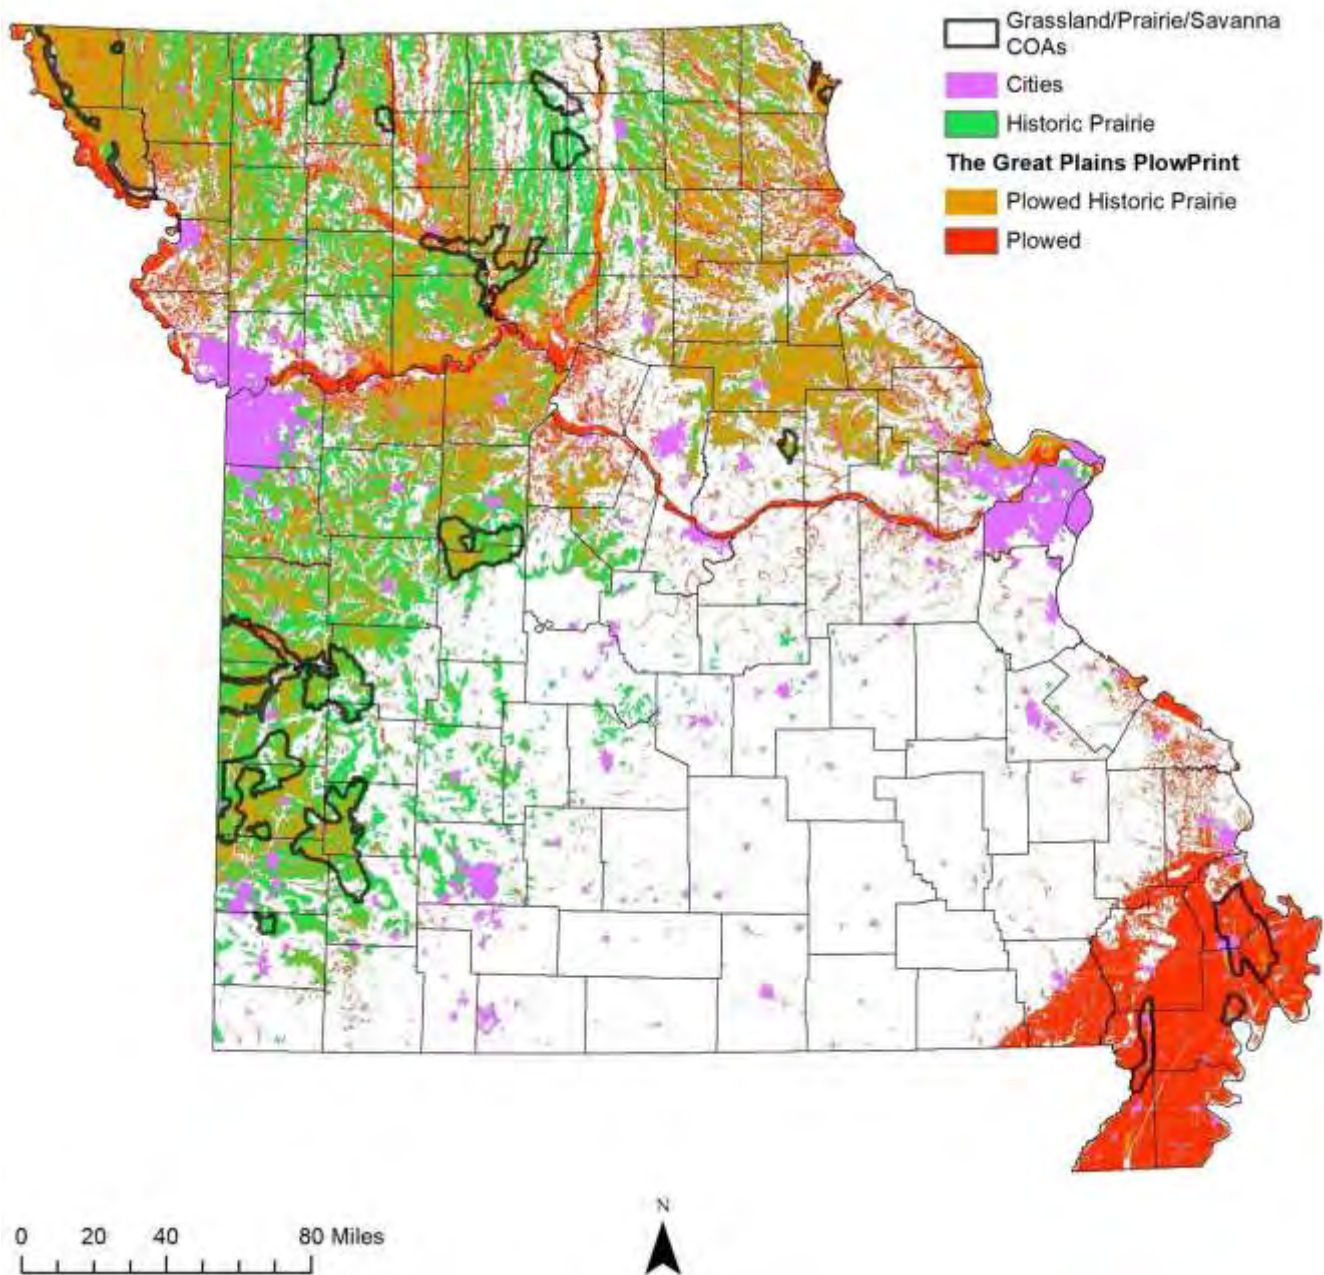 Grassland/Prairie/Savanna
COAs
Cities
Historic Prairie
The Great Plains PlowPrint
Plowed Historic Prairie
Plowed
N
0 20 40 80 Miles